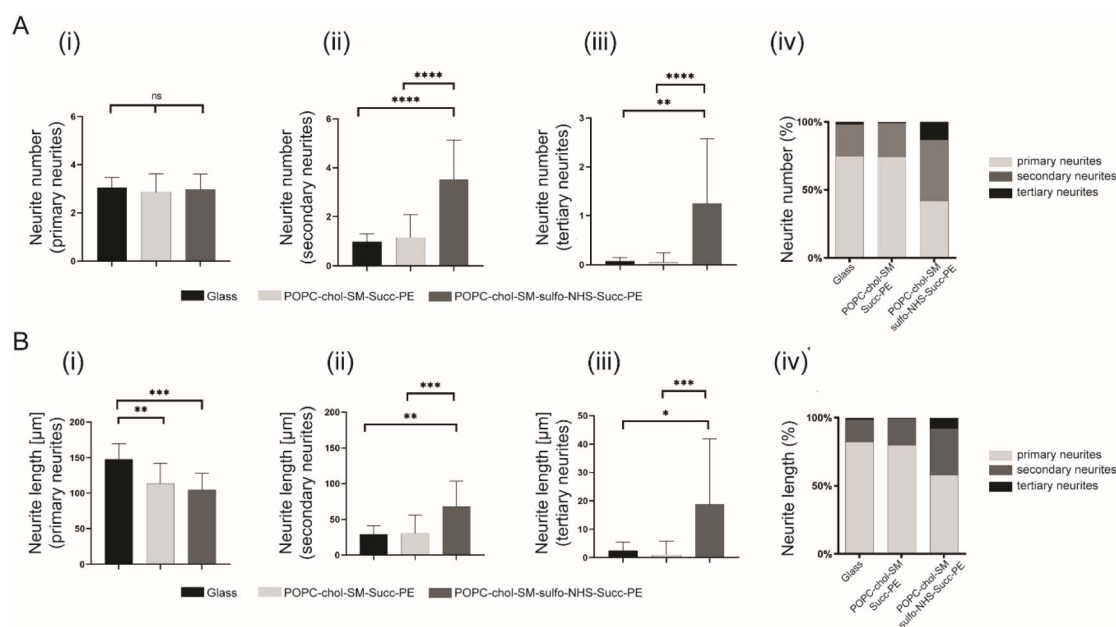 A
(i)
(ii)
(iii)
(iv)
Neurite number
(primary neurites)
6
4
2
0
ns
Neurite number
(secondary neurites)
6
4
2
0
****
****
Neurite number
(tertiary neurites)
3
2
1
0
****
**
Neurite number (%)
100%
50%
0%
Glass
POPC-chol-SM
Succ-PE
POPC-chol-SM
sulfo-NHS-Succ-PE
primary neurites
secondary neurites
tertiary neurites
Glass
POPC-chol-SM-Succ-PE
POPC-chol-SM-sulfo-NHS-Succ-PE
B
(i)
(ii)
(iii)
(iv)
Neurite length [µm]
(primary neurites)
200
150
100
50
0
***
**
Neurite length [µm]
(secondary neurites)
200
150
100
50
0
***
**
Neurite length [µm]
(tertiary neurites)
50
40
30
20
10
0
***
*
Neurite length (%)
100%
50%
0%
Glass
POPC-chol-SM
Succ-PE
POPC-chol-SM
sulfo-NHS-Succ-PE
primary neurites
secondary neurites
tertiary neurites
Glass
POPC-chol-SM-Succ-PE
POPC-chol-SM-sulfo-NHS-Succ-PE